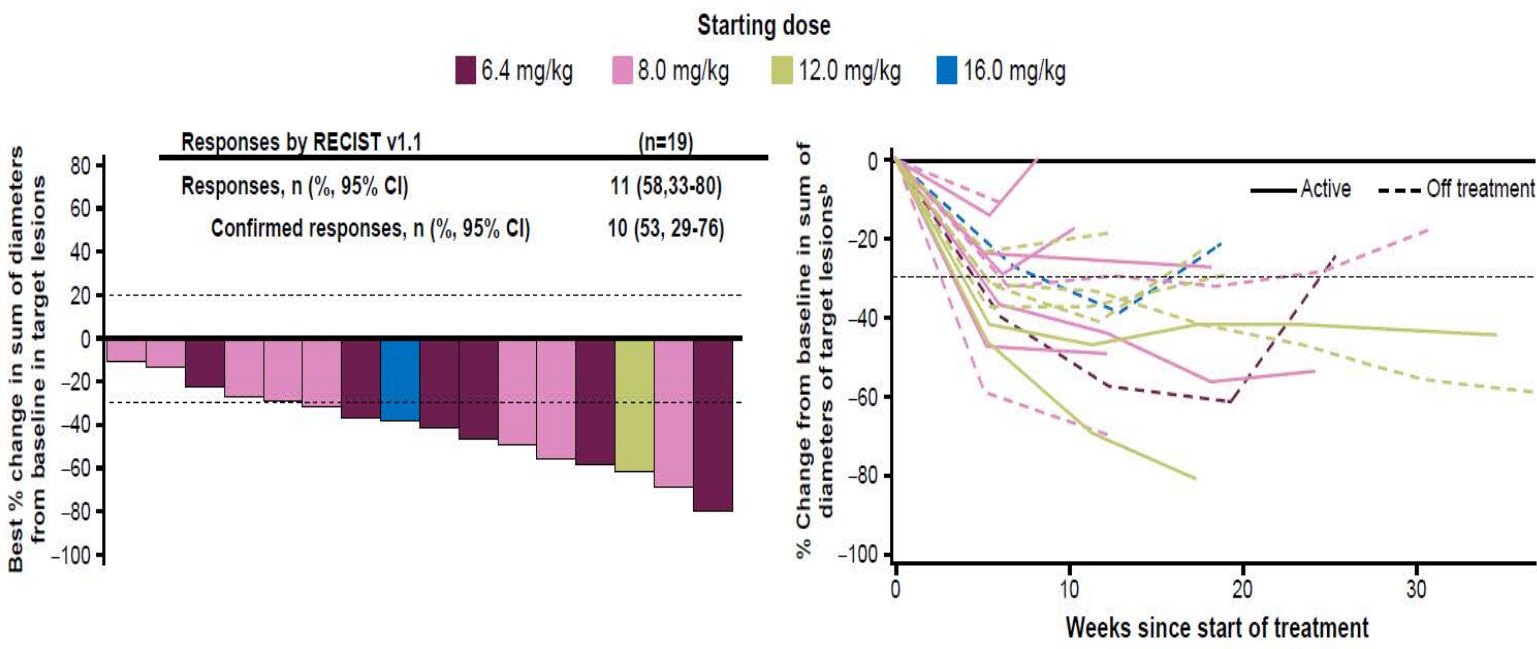 Starting dose
6.4 mg/kg 8.0 mg/kg 12.0 mg/kg 16.0 mg/kg
Best % change in sum of diameters
from baseline in target lesions
Responses by RECIST v1.1 (n=19)
Responses, n (%, 95% CI) 11 (58,33-80)
Confirmed responses, n (%, 95% CI) 10 (53, 29-76)
80
60
40
20
0
−20
−40
−60
−80
−100
% Change from baseline in sum of
diameters of target lesionsᵇ
Active Off treatment
0
−20
−40
−60
−80
−100
0 10 20 30
Weeks since start of treatment